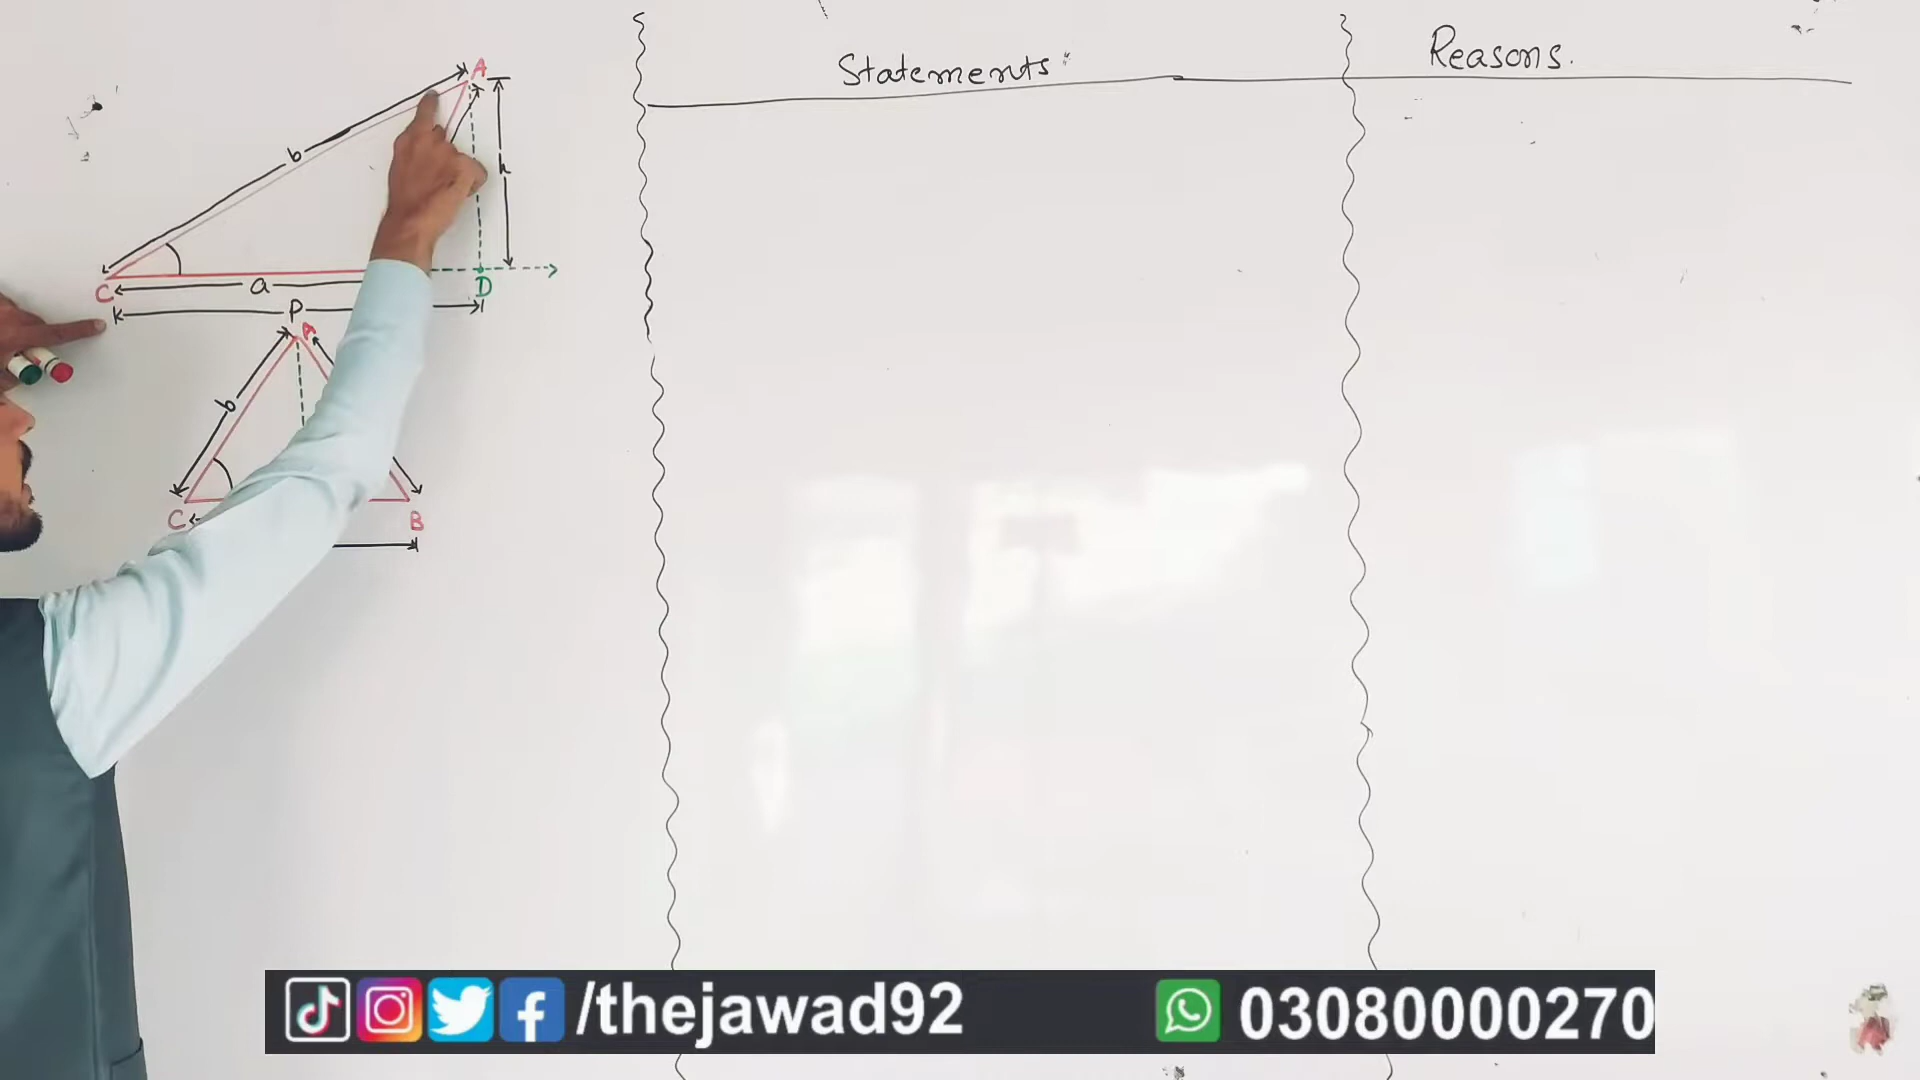 Statements
Reasons.
A
b
h
C
a
D
P
A
b
C
B
/thejawad92
03080000270